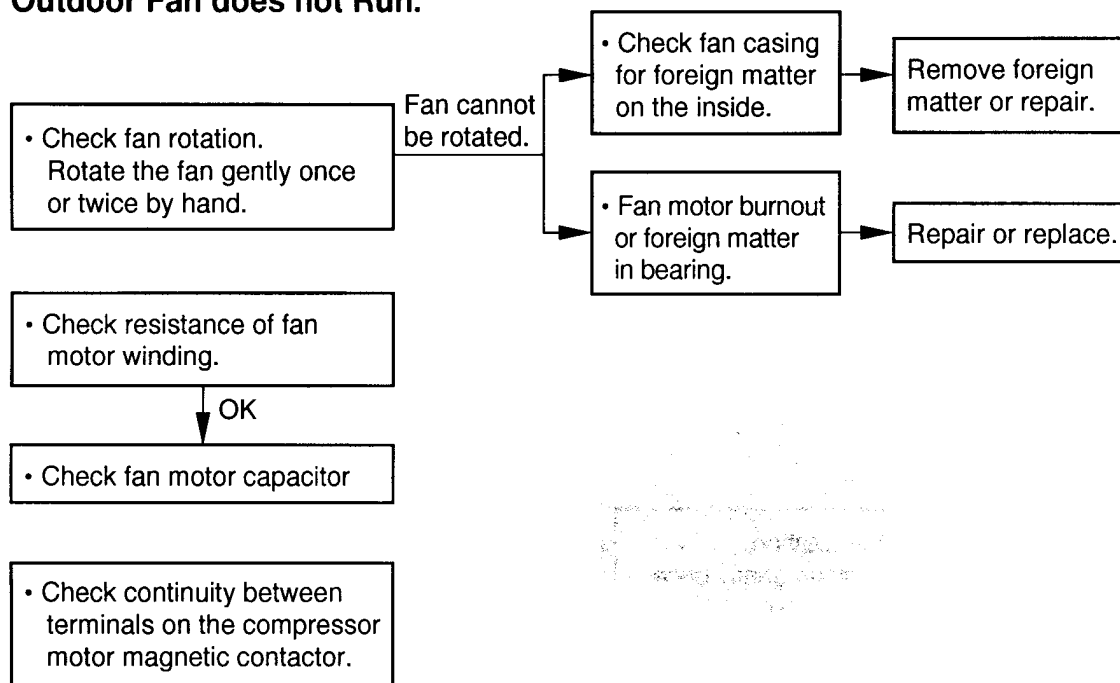 Outdoor Fan does not Run.
• Check fan rotation.
Rotate the fan gently once
or twice by hand.
Fan cannot
be rotated.
• Check fan casing
for foreign matter
on the inside.
Remove foreign
matter or repair.
• Fan motor burnout
or foreign matter
in bearing.
Repair or replace.
• Check resistance of fan
motor winding.
OK
• Check fan motor capacitor
• Check continuity between
terminals on the compressor
motor magnetic contactor.